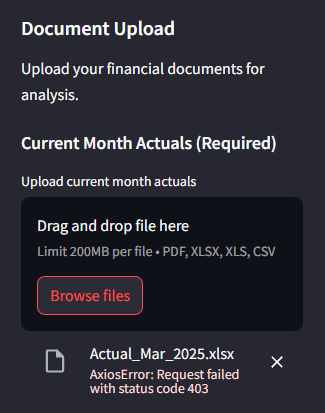 Document Upload
Upload your financial documents for
analysis.
Current Month Actuals (Required)
Upload current month actuals
Drag and drop file here
Limit 200MB per file • PDF, XLSX, XLS, CSV
Browse files
Actual_Mar_2025.xlsx
AxiosError: Request failed
with status code 403